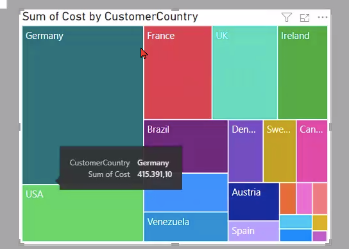 Sum of Cost by CustomerCountry
Germany
France
UK
Ireland
Brazil
Den...
Swe...
Can...
CustomerCountry Germany
Sum of Cost 415.391,10
USA
Austria
Venezuela
Spain